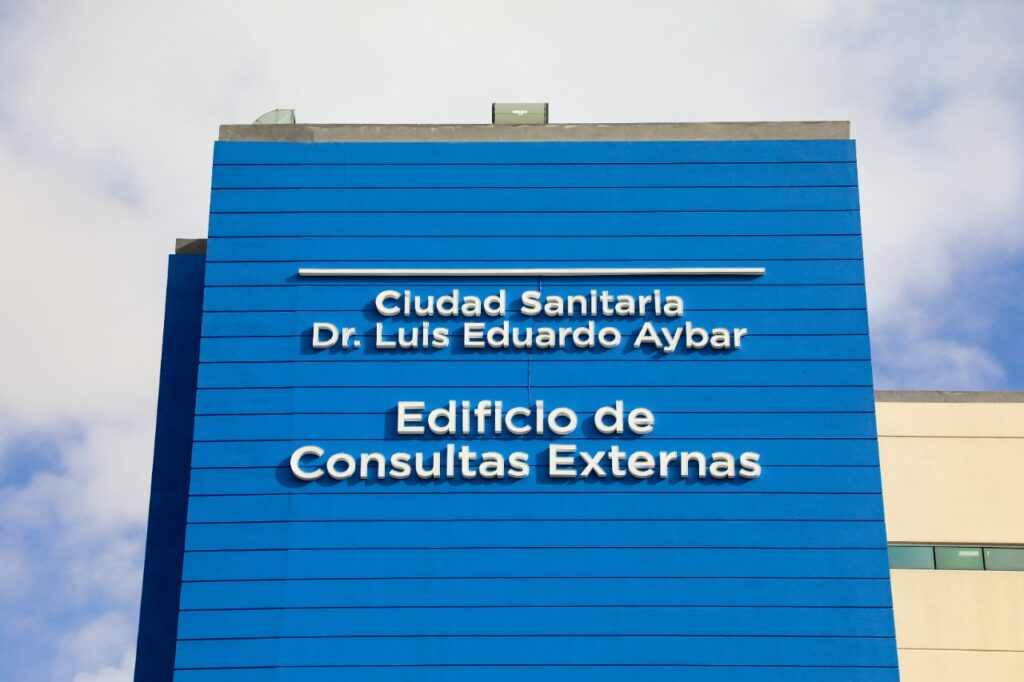 Ciudad Sanitaria
Dr. Luis Eduardo Aybar
Edificio de
Consultas Externas